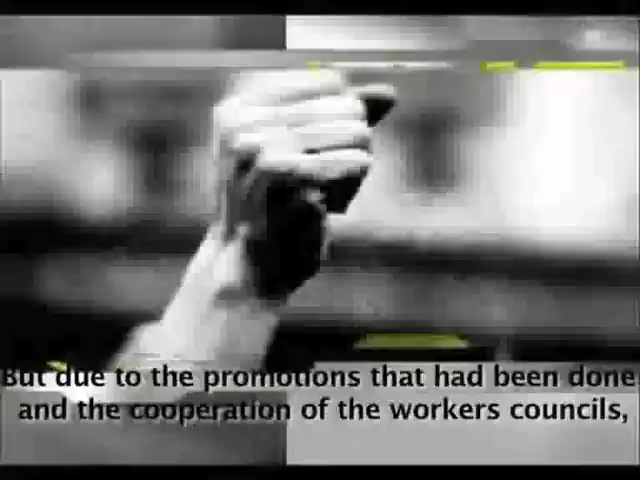 But due to the promotions that had been done
and the cooperation of the workers councils,